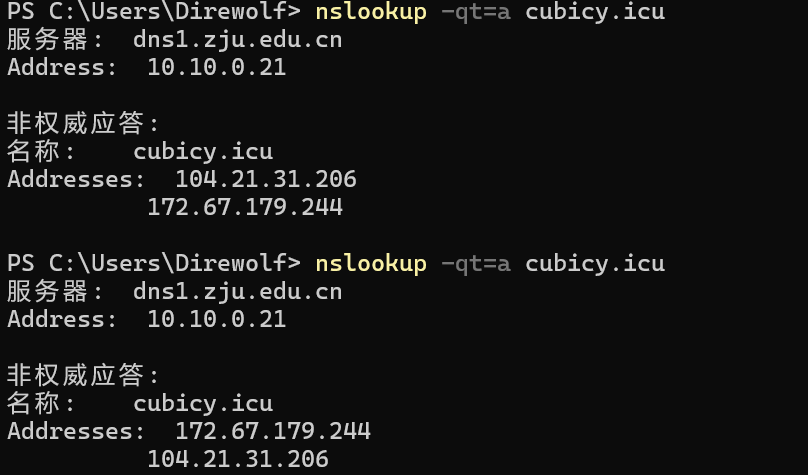 PS C:\Users\Direwolf> nslookup -qt=a cubicy.icu
服务器:  dns1.zju.edu.cn
Address:  10.10.0.21

非权威应答:
名称:    cubicy.icu
Addresses:  104.21.31.206
          172.67.179.244

PS C:\Users\Direwolf> nslookup -qt=a cubicy.icu
服务器:  dns1.zju.edu.cn
Address:  10.10.0.21

非权威应答:
名称:    cubicy.icu
Addresses:  172.67.179.244
          104.21.31.206